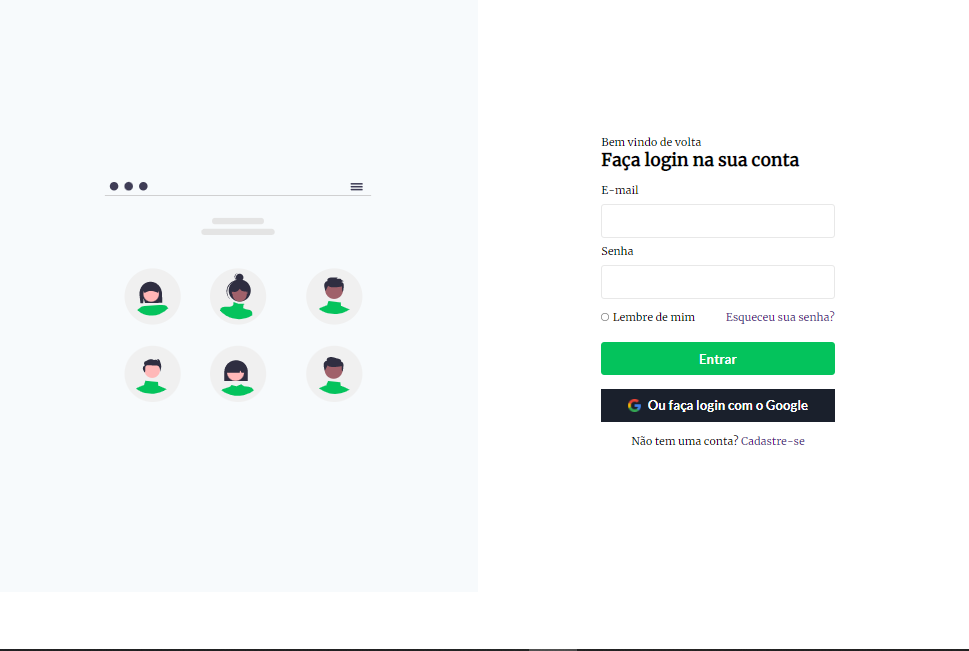 Bem vindo de volta
Faça login na sua conta
E-mail
Senha
Lembre de mim Esqueceu sua senha?
Entrar
Ou faça login com o Google
Não tem uma conta? Cadastre-se